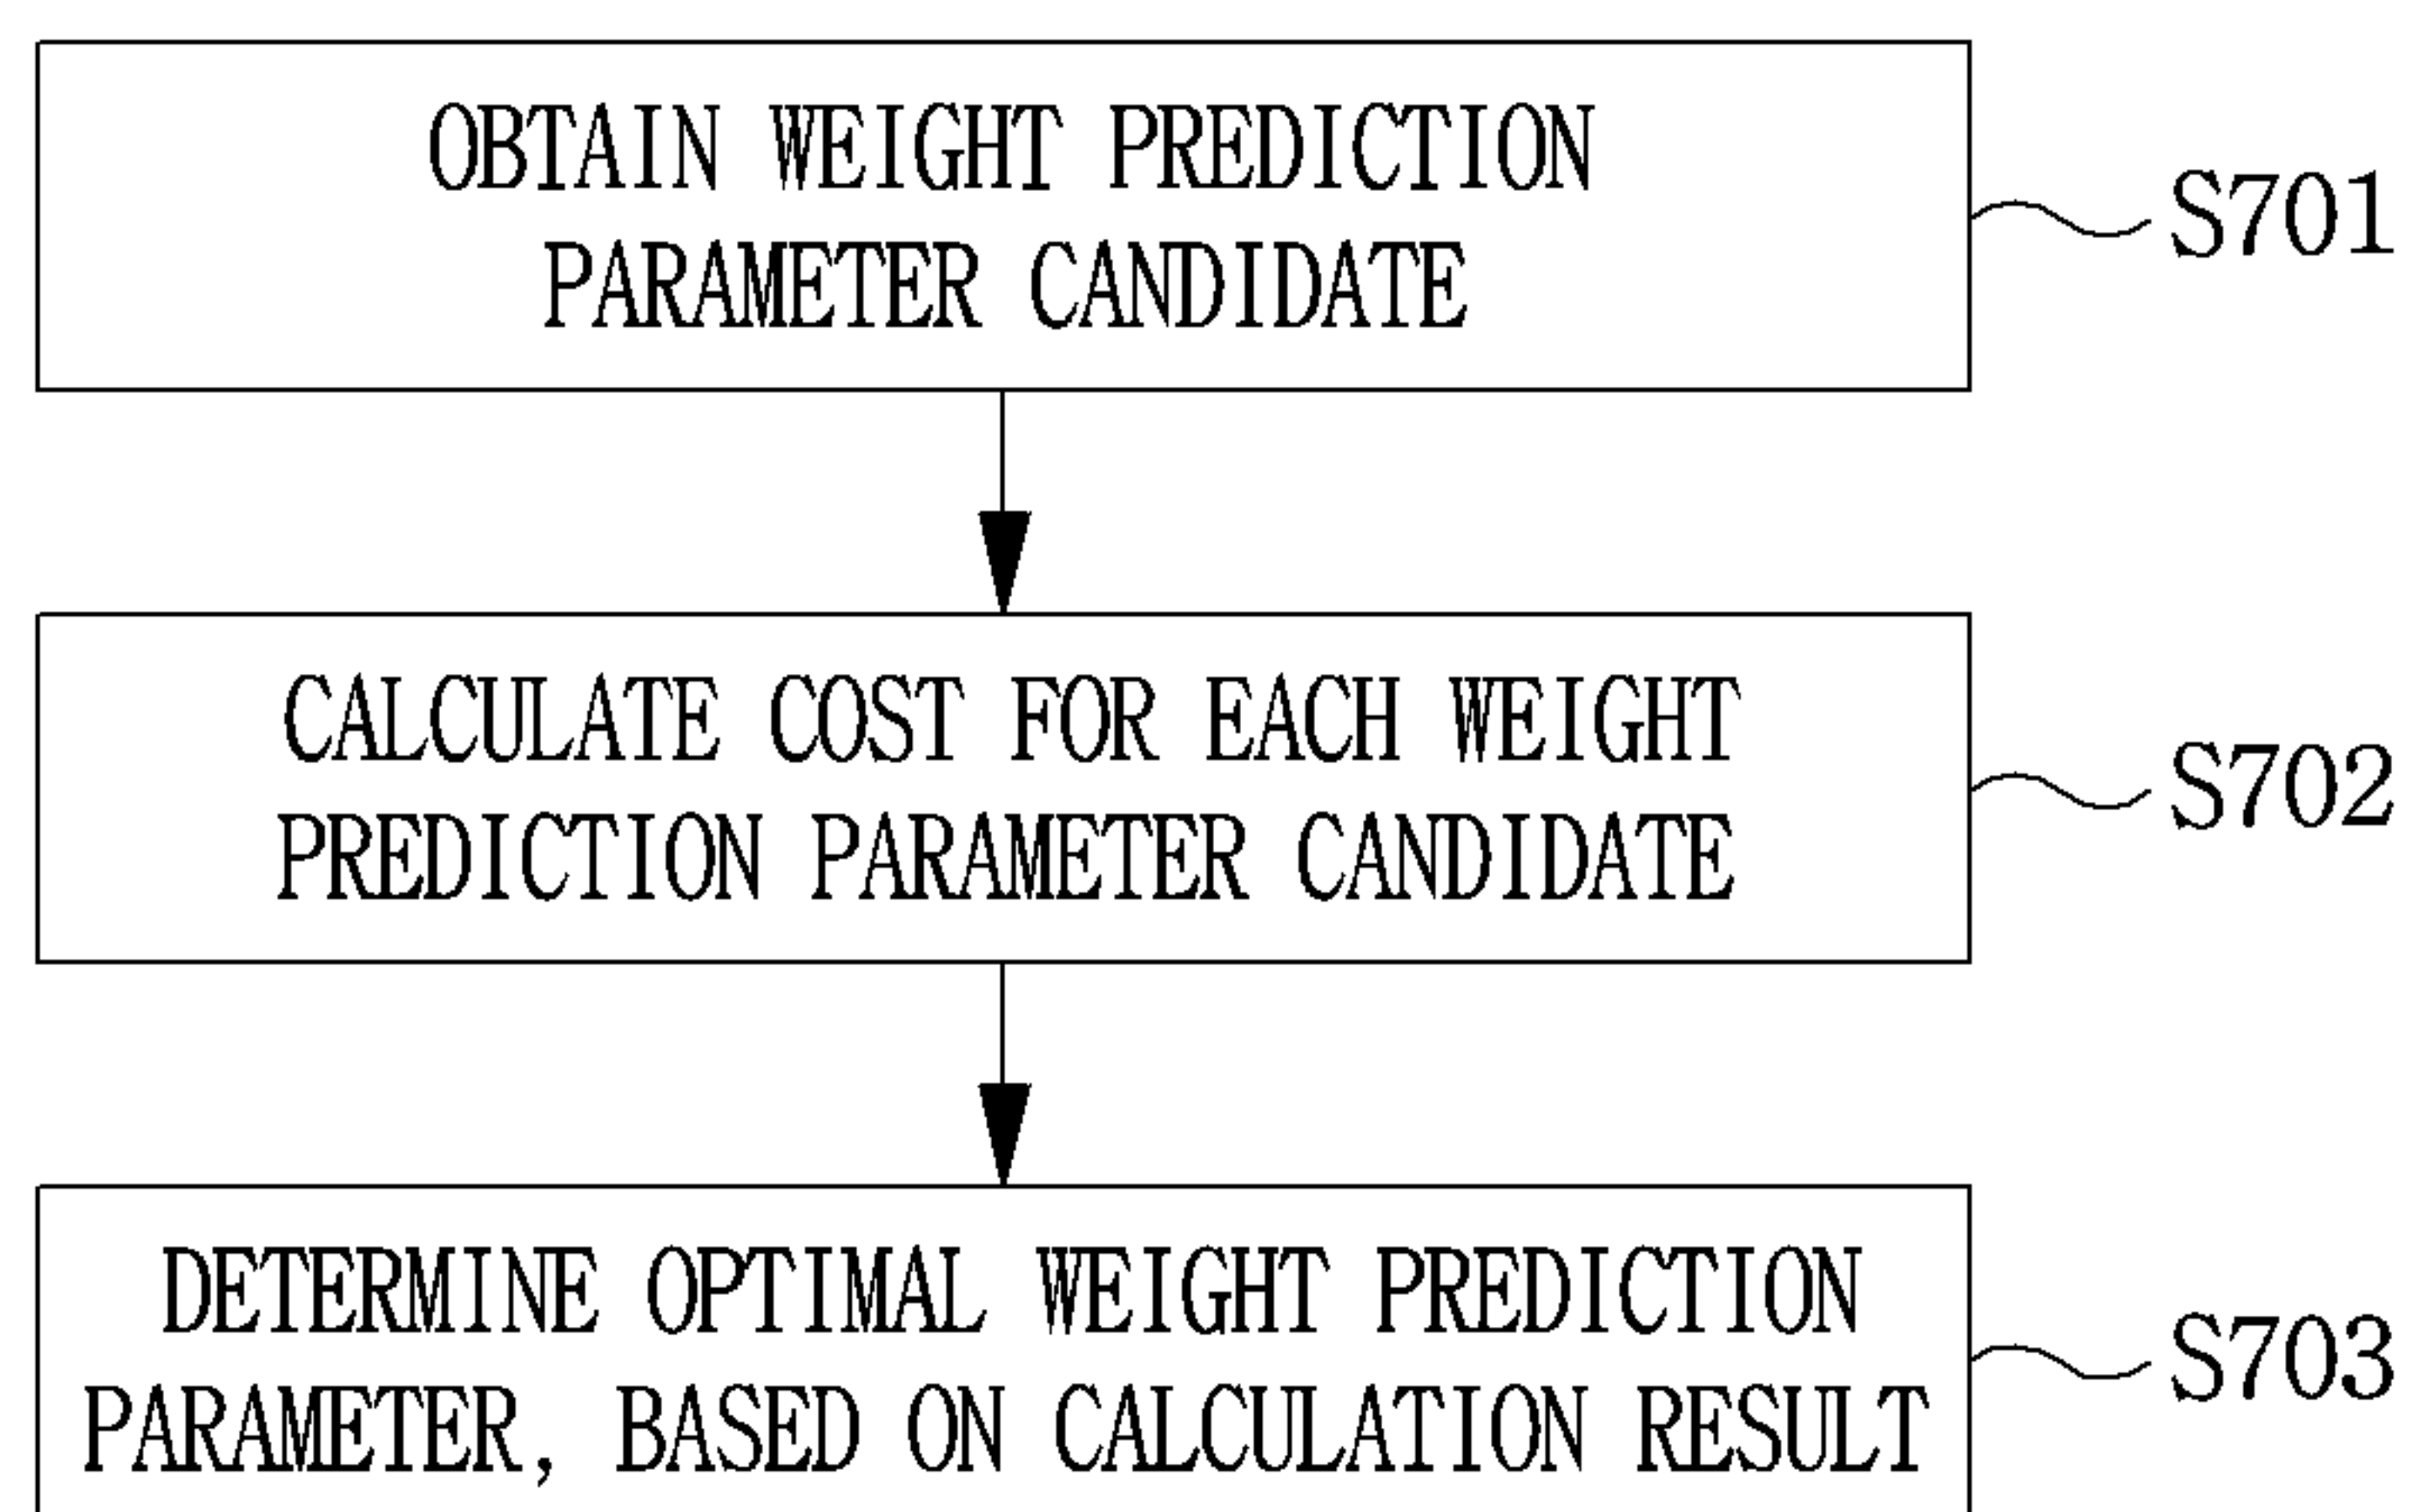 OBTAIN WEIGHT PREDICTION
PARAMETER CANDIDATE
S701
CALCULATE COST FOR EACH WEIGHT
PREDICTION PARAMETER CANDIDATE
S702
DETERMINE OPTIMAL WEIGHT PREDICTION
PARAMETER, BASED ON CALCULATION RESULT
S703